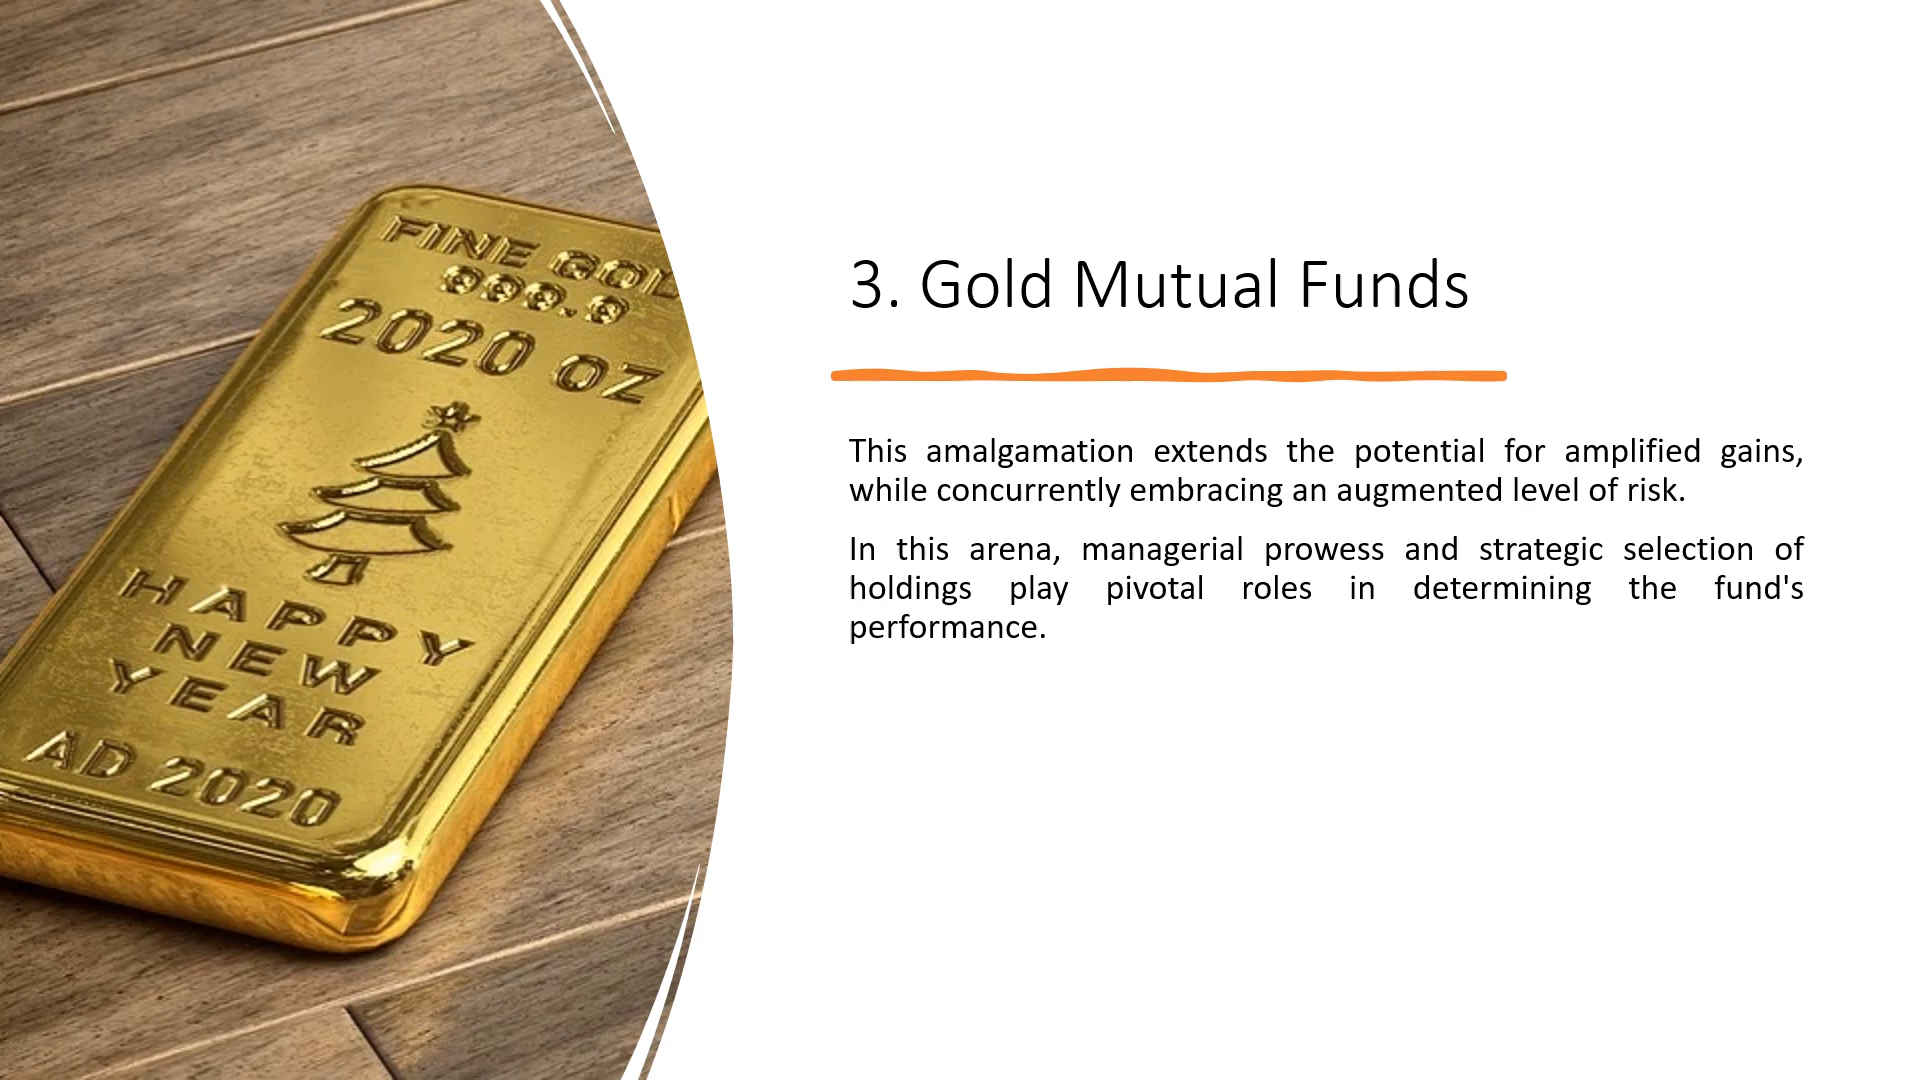 FINE GOL
999.9
2020 OZ
HAPPY
NEW
YEAR
AD 2020
3. Gold Mutual Funds
This amalgamation extends the potential for amplified gains,
while concurrently embracing an augmented level of risk.
In this arena, managerial prowess and strategic selection of
holdings play pivotal roles in determining the fund's
performance.